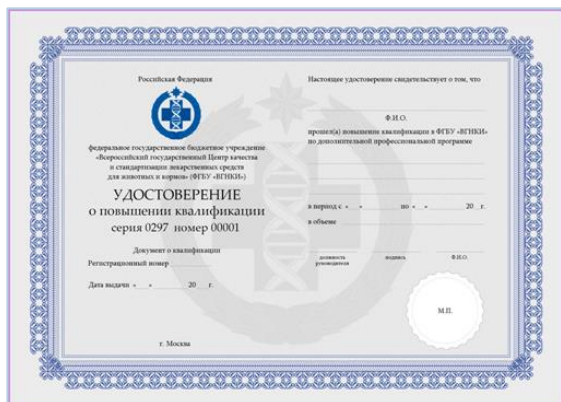 Российская Федерация
федеральное государственное бюджетное учреждение
«Всероссийский государственный Центр качества
и стандартизации лекарственных средств
для животных и кормов» (ФГБУ «ВГНКИ»)
УДОСТОВЕРЕНИЕ
о повышении квалификации
серия 0297 номер 00001
Документ о квалификации
Регистрационный номер
Дата выдачи « » 20 г.
г. Москва
Настоящее удостоверение свидетельствует о том, что
Ф.И.О.
прошел(а) повышение квалификации в ФГБУ «ВГНКИ»
по дополнительной профессиональной программе
в период с « » по « » 20 г.
в объеме
должность руководителя
подпись
Ф.И.О.
М.П.